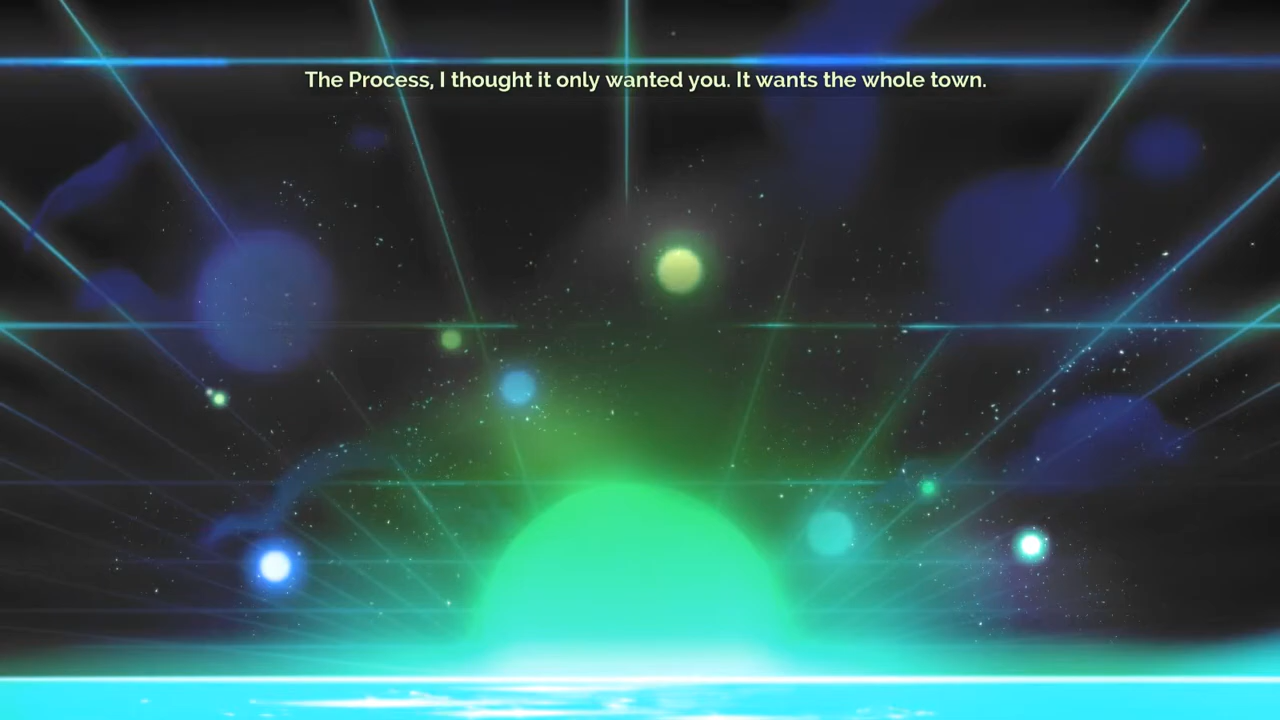 The Process, I thought it only wanted you. It wants the whole town.